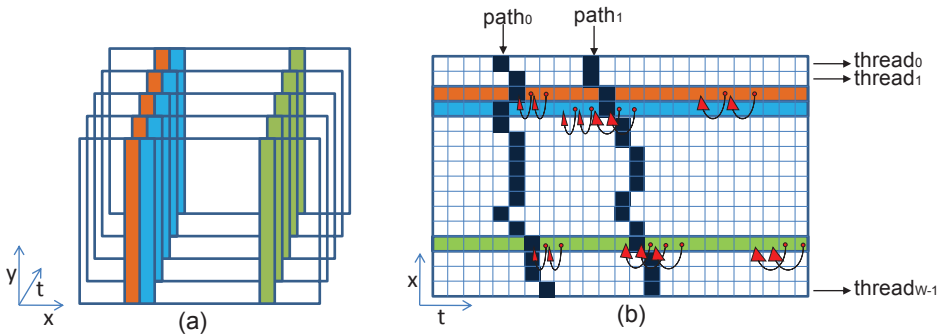 path0
path1
thread0
thread1
y
t
x
(a)
x
t
(b)
threadW-1